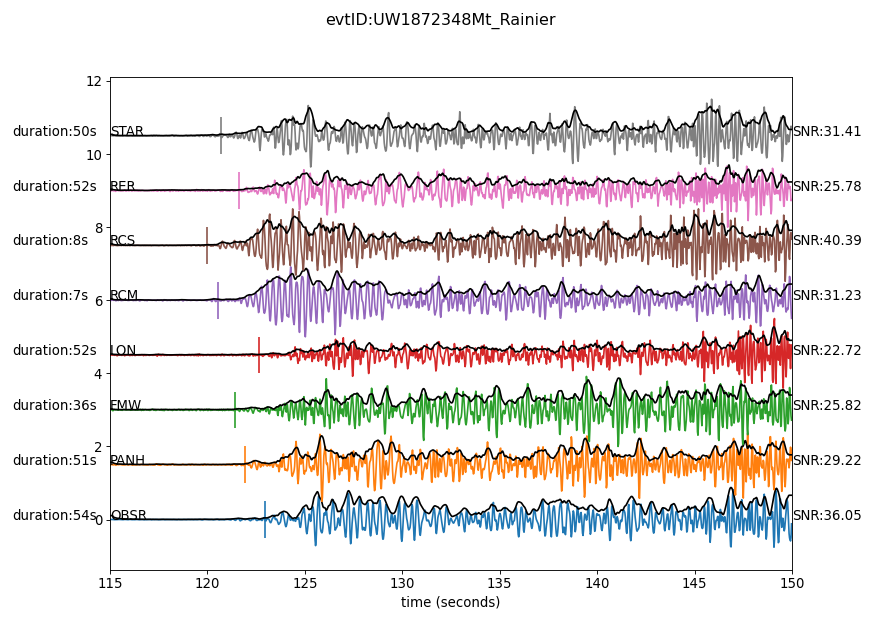 evtID:UW1872348Mt_Rainier
12
duration:50s STAR SNR:31.41
10
duration:52s RER SNR:25.78
8
duration:8s RCS SNR:40.39
duration:7s RCM SNR:31.23
6
duration:52s LON SNR:22.72
4
duration:36s FMW SNR:25.82
2
duration:51s PANH SNR:29.22
duration:54s OBSR SNR:36.05
0
115 120 125 130 135 140 145 150
time (seconds)